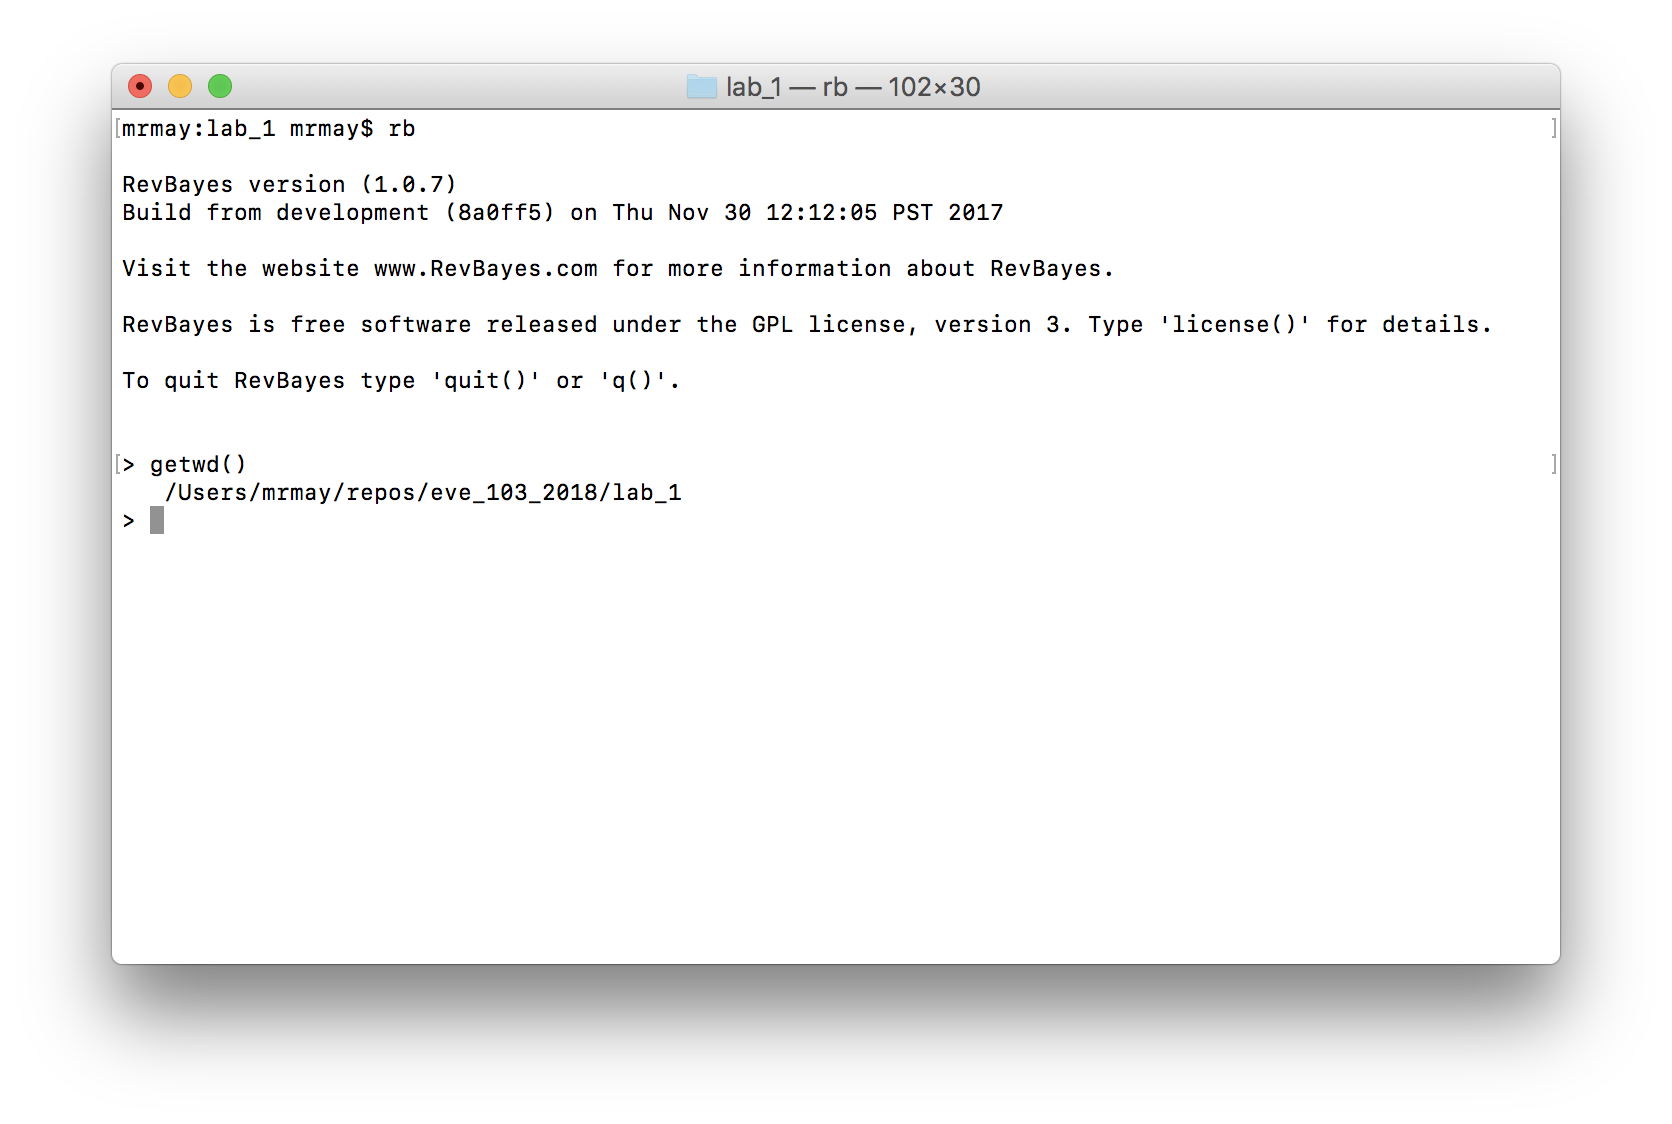 lab_1 — rb — 102×30
[mrmay:lab_1 mrmay$ rb ]
RevBayes version (1.0.7)
Build from development (8a0ff5) on Thu Nov 30 12:12:05 PST 2017
Visit the website www.RevBayes.com for more information about RevBayes.
RevBayes is free software released under the GPL license, version 3. Type 'license()' for details.
To quit RevBayes type 'quit()' or 'q()'.
[> getwd() ]
/Users/mrmay/repos/eve_103_2018/lab_1
>